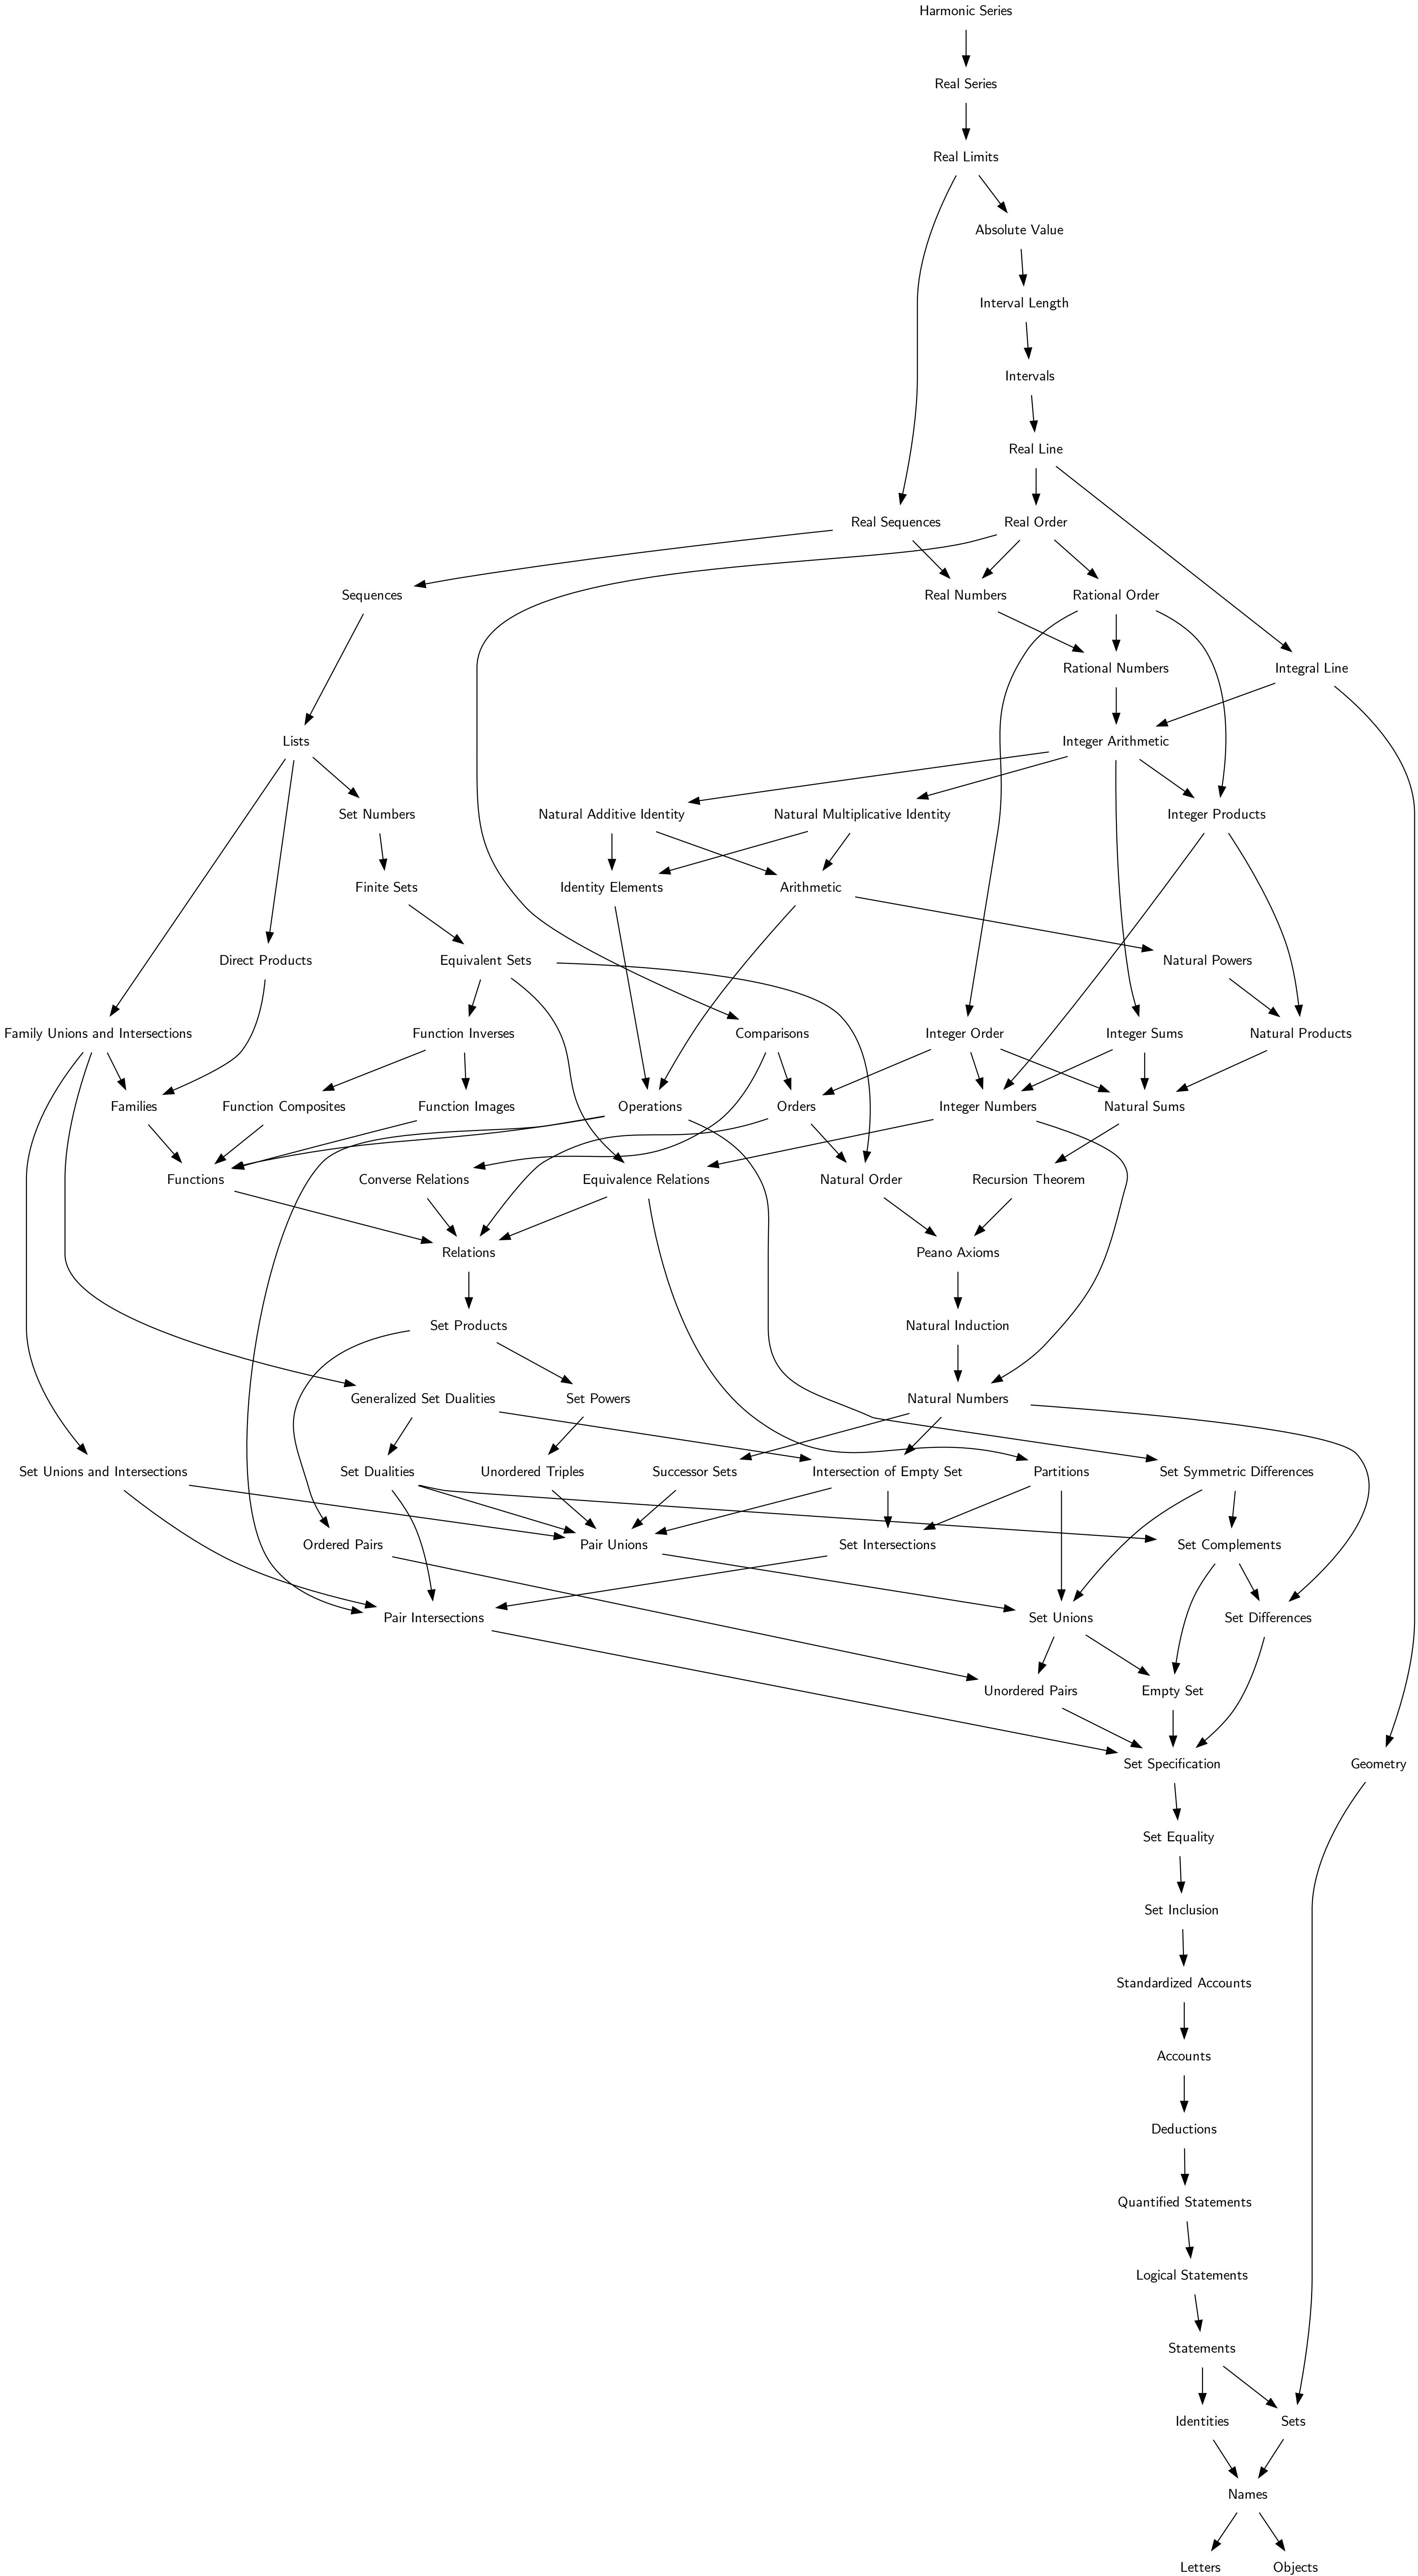 Harmonic Series
Real Series
Real Limits
Absolute Value
Interval Length
Intervals
Real Line
Real Sequences
Real Order
Sequences
Real Numbers
Rational Order
Rational Numbers
Integral Line
Lists
Integer Arithmetic
Set Numbers
Natural Additive Identity
Natural Multiplicative Identity
Integer Products
Finite Sets
Identity Elements
Arithmetic
Direct Products
Equivalent Sets
Natural Powers
Family Unions and Intersections
Function Inverses
Comparisons
Integer Order
Integer Sums
Natural Products
Families
Function Composites
Function Images
Operations
Orders
Integer Numbers
Natural Sums
Functions
Converse Relations
Equivalence Relations
Natural Order
Recursion Theorem
Relations
Peano Axioms
Set Products
Natural Induction
Generalized Set Dualities
Set Powers
Natural Numbers
Set Unions and Intersections
Set Dualities
Unordered Triples
Successor Sets
Intersection of Empty Set
Partitions
Set Symmetric Differences
Ordered Pairs
Pair Unions
Set Intersections
Set Complements
Pair Intersections
Set Unions
Set Differences
Unordered Pairs
Empty Set
Set Specification
Geometry
Set Equality
Set Inclusion
Standardized Accounts
Accounts
Deductions
Quantified Statements
Logical Statements
Statements
Identities
Sets
Names
Letters
Objects